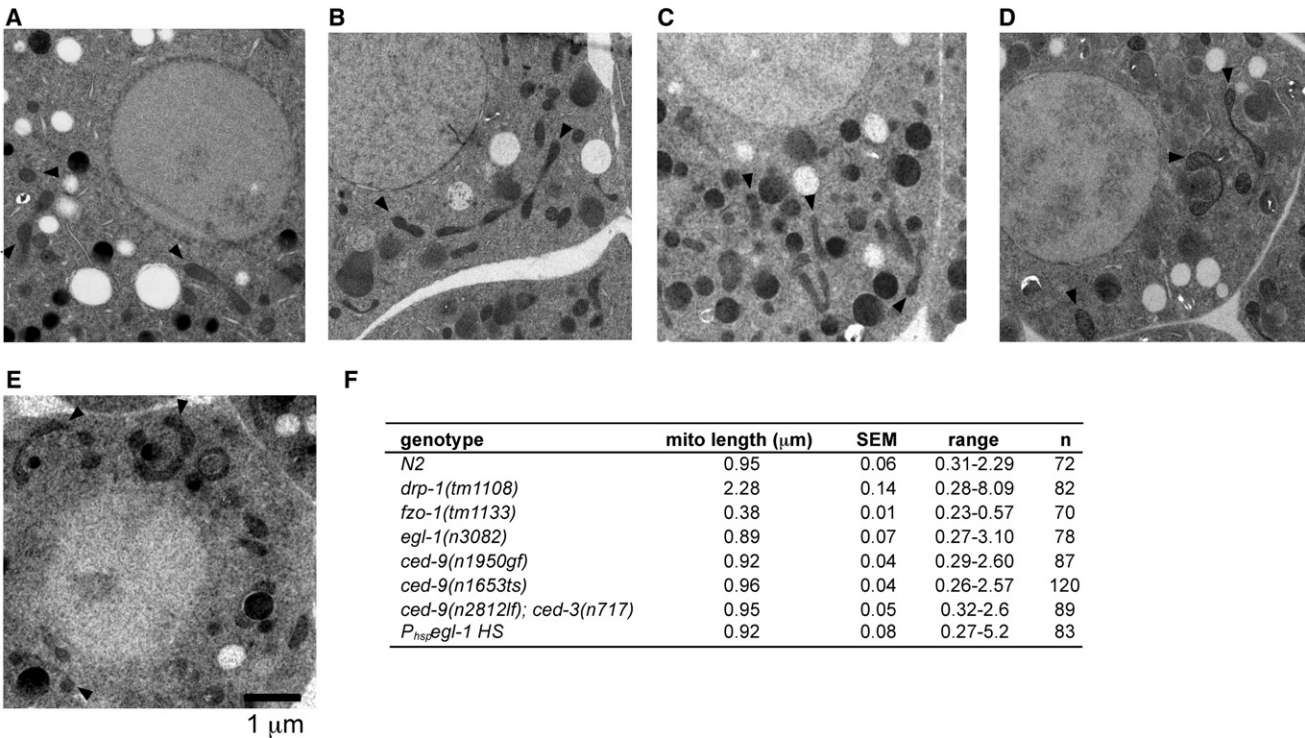 A
B
C
D
E
F
1 μm
genotype mito length (μm) SEM range n
N2 0.95 0.06 0.31-2.29 72
drp-1(tm1108) 2.28 0.14 0.28-8.09 82
fzo-1(tm1133) 0.38 0.01 0.23-0.57 70
egl-1(n3082) 0.89 0.07 0.27-3.10 78
ced-9(n1950gf) 0.92 0.04 0.29-2.60 87
ced-9(n1653ts) 0.96 0.04 0.26-2.57 120
ced-9(n2812lf); ced-3(n717) 0.95 0.05 0.32-2.6 89
Phspegl-1 HS 0.92 0.08 0.27-5.2 83